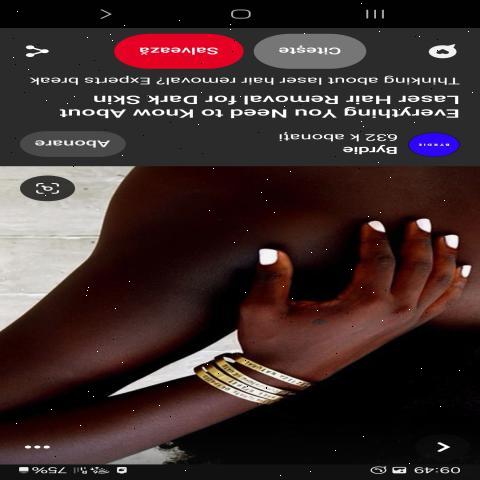 09:49
75%
BYRDIE
Byrdie
632 k abonați
Abonare
Everything You Need to Know About
Laser Hair Removal for Dark Skin
Thinking about laser hair removal? Experts break
Citește
Salvează